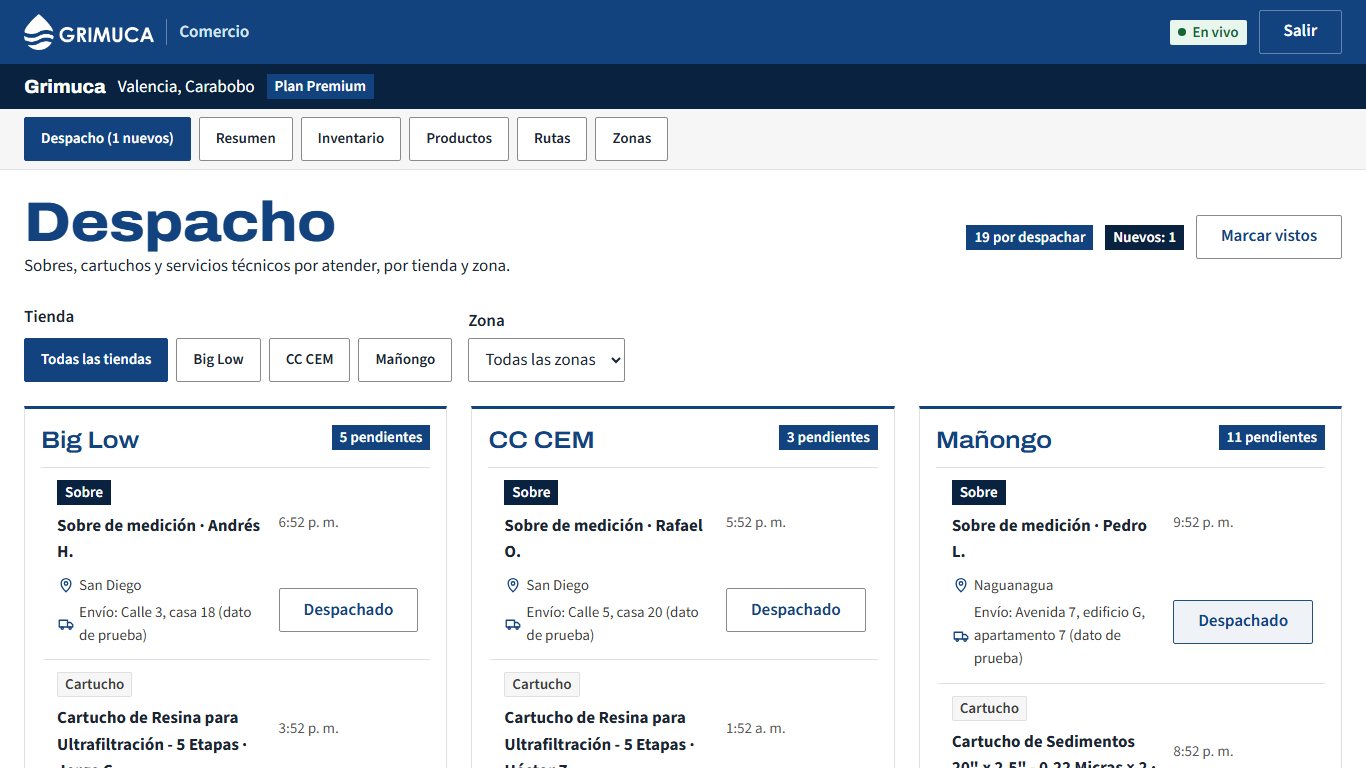 GRIMUCA
Comercio
En vivo
Salir
Grimuca
Valencia, Carabobo
Plan Premium
Despacho (1 nuevos)
Resumen
Inventario
Productos
Rutas
Zonas
Despacho
Sobres, cartuchos y servicios técnicos por atender, por tienda y zona.
19 por despachar
Nuevos: 1
Marcar vistos
Tienda
Todas las tiendas
Big Low
CC CEM
Mañongo
Zona
Todas las zonas
Big Low
5 pendientes
Sobre
Sobre de medición · Andrés
H.
6:52 p. m.
San Diego
Envío: Calle 3, casa 18 (dato
de prueba)
Despachado
Cartucho
Cartucho de Resina para
Ultrafiltración - 5 Etapas ·
3:52 p. m.
CC CEM
3 pendientes
Sobre
Sobre de medición · Rafael
O.
5:52 p. m.
San Diego
Envío: Calle 5, casa 20 (dato
de prueba)
Despachado
Cartucho
Cartucho de Resina para
Ultrafiltración - 5 Etapas ·
1:52 a. m.
Mañongo
11 pendientes
Sobre
Sobre de medición · Pedro
L.
9:52 p. m.
Naguanagua
Envío: Avenida 7, edificio G,
apartamento 7 (dato de
prueba)
Despachado
Cartucho
Cartucho de Sedimentos
20" x 2.5" - 0.22 Micras × 2 ·
8:52 p. m.